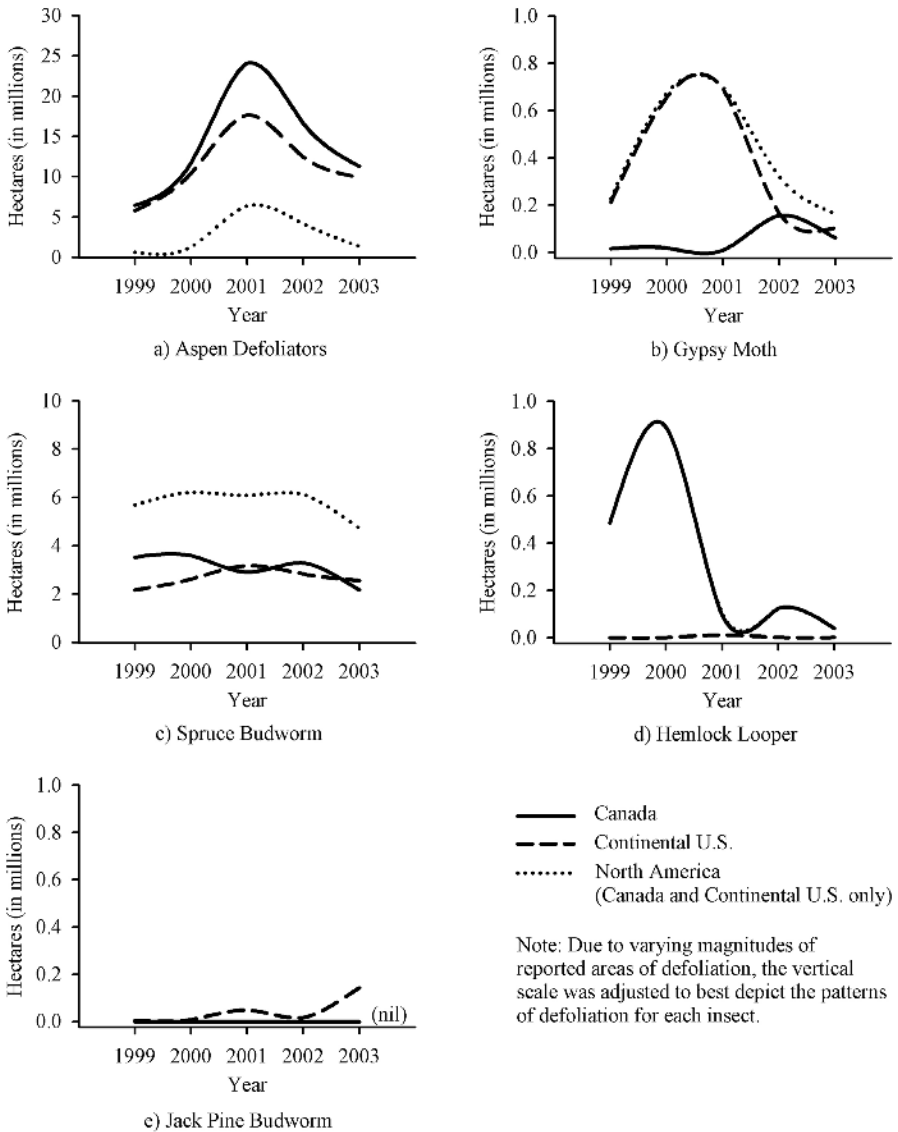 30
25
20
15
10
5
0
Hectares (in millions)
1999 2000 2001 2002 2003
Year
a) Aspen Defoliators
1.0
0.8
0.6
0.4
0.2
0.0
Hectares (in millions)
1999 2000 2001 2002 2003
Year
b) Gypsy Moth
10
8
6
4
2
0
Hectares (in millions)
1999 2000 2001 2002 2003
Year
c) Spruce Budworm
1.0
0.8
0.6
0.4
0.2
0.0
Hectares (in millions)
1999 2000 2001 2002 2003
Year
d) Hemlock Looper
1.0
0.8
0.6
0.4
0.2
0.0
Hectares (in millions)
(nil)
1999 2000 2001 2002 2003
Year
e) Jack Pine Budworm
Canada
Continental U.S.
North America
(Canada and Continental U.S. only)
Note: Due to varying magnitudes of
reported areas of defoliation, the vertical
scale was adjusted to best depict the patterns
of defoliation for each insect.